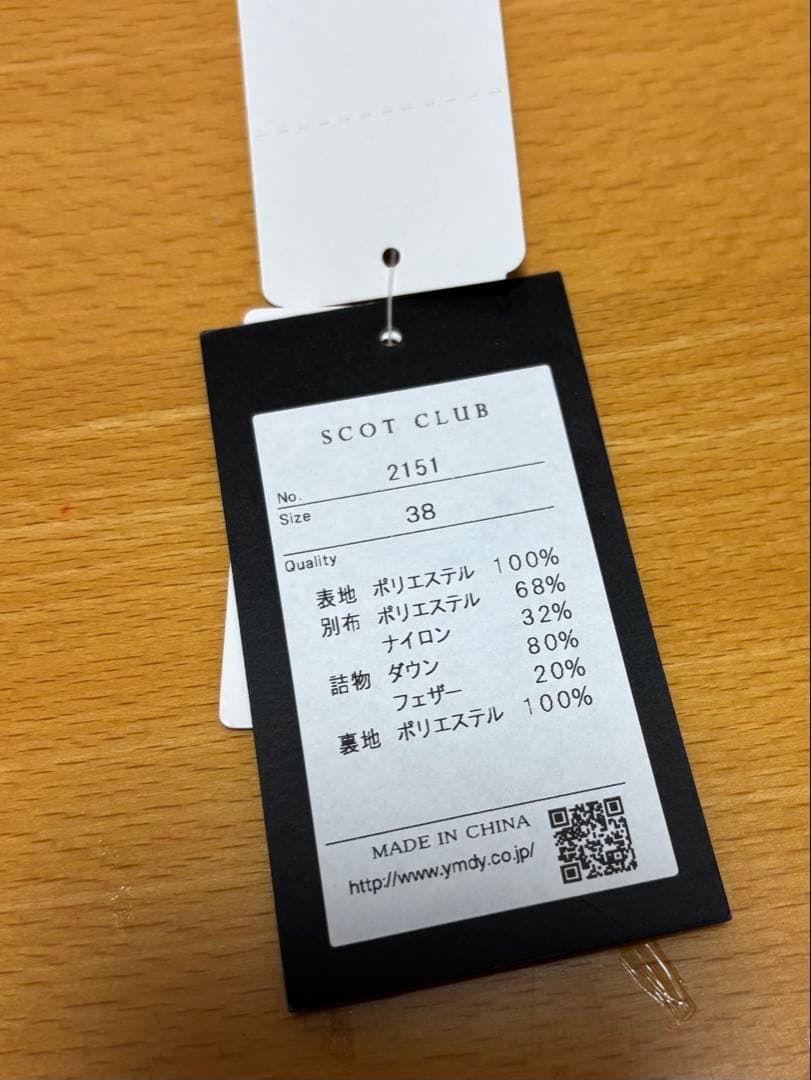 SCOT CLUB
No. 2151
Size 38
Quality
表地 ポリエステル 100%
別布 ポリエステル 68%
ナイロン 32%
詰物 ダウン 80%
フェザー 20%
裏地 ポリエステル 100%
MADE IN CHINA
http://www.ymdy.co.jp/